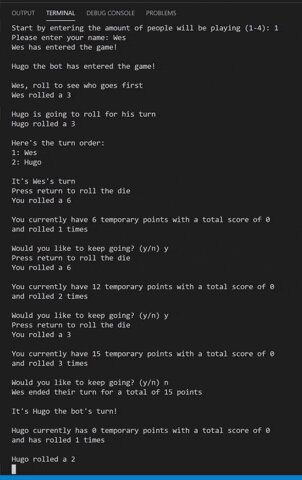 OUTPUT TERMINAL DEBUG CONSOLE PROBLEMS
Start by entering the amount of people will be playing (1-4): 1
Please enter your name: Wes
Wes has entered the game!
Hugo the bot has entered the game!
Wes, roll to see who goes first
Wes rolled a 3
Hugo is going to roll for his turn
Hugo rolled a 3
Here's the turn order:
1: Wes
2: Hugo
It's Wes's turn
Press return to roll the die
You rolled a 6
You currently have 6 temporary points with a total score of 0
and rolled 1 times
Would you like to keep going? (y/n) y
Press return to roll the die
You rolled a 6
You currently have 12 temporary points with a total score of 0
and rolled 2 times
Would you like to keep going? (y/n) y
Press return to roll the die
You rolled a 3
You currently have 15 temporary points with a total score of 0
and rolled 3 times
Would you like to keep going? (y/n) n
Wes ended their turn for a total of 15 points
It's Hugo the bot's turn!
Hugo currently has 0 temporary points with a total score of 0
and has rolled 1 times
Hugo rolled a 2